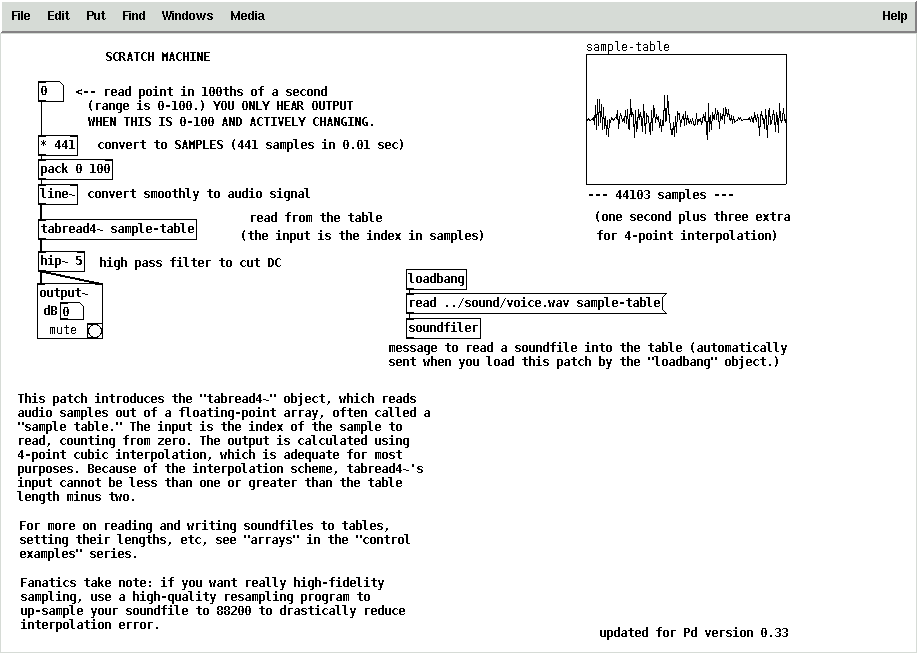 File Edit Put Find Windows Media Help
SCRATCH MACHINE
sample-table
0
<-- read point in 100ths of a second
(range is 0-100.) YOU ONLY HEAR OUTPUT
WHEN THIS IS 0-100 AND ACTIVELY CHANGING.
* 441
convert to SAMPLES (441 samples in 0.01 sec)
pack 0 100
line~
convert smoothly to audio signal
--- 44103 samples ---
read from the table
(one second plus three extra
tabread4~ sample-table
(the input is the index in samples)
for 4-point interpolation)
hip~ 5
high pass filter to cut DC
output~
dB 0
mute
loadbang
read ../sound/voice.wav sample-table
soundfiler
message to read a soundfile into the table (automatically
sent when you load this patch by the "loadbang" object.)
This patch introduces the "tabread4~" object, which reads
audio samples out of a floating-point array, often called a
"sample table." The input is the index of the sample to
read, counting from zero. The output is calculated using
4-point cubic interpolation, which is adequate for most
purposes. Because of the interpolation scheme, tabread4~'s
input cannot be less than one or greater than the table
length minus two.
For more on reading and writing soundfiles to tables,
setting their lengths, etc, see "arrays" in the "control
examples" series.
Fanatics take note: if you want really high-fidelity
sampling, use a high-quality resampling program to
up-sample your soundfile to 88200 to drastically reduce
interpolation error.
updated for Pd version 0.33